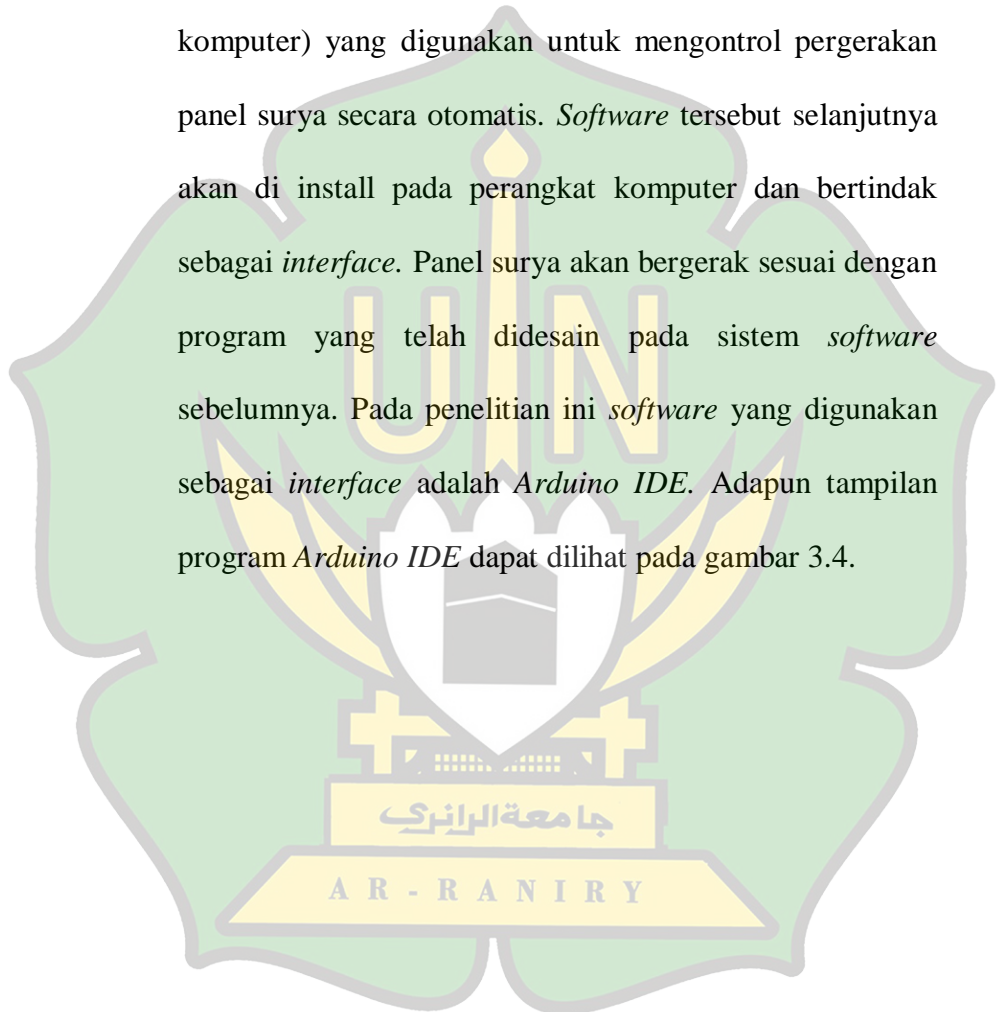 komputer) yang digunakan untuk mengontrol pergerakan
panel surya secara otomatis. Software tersebut selanjutnya
akan di install pada perangkat komputer dan bertindak
sebagai interface. Panel surya akan bergerak sesuai dengan
program yang telah didesain pada sistem software
sebelumnya. Pada penelitian ini software yang digunakan
sebagai interface adalah Arduino IDE. Adapun tampilan
program Arduino IDE dapat dilihat pada gambar 3.4.
UIN
جامعة الرانري
AR-RANIRY